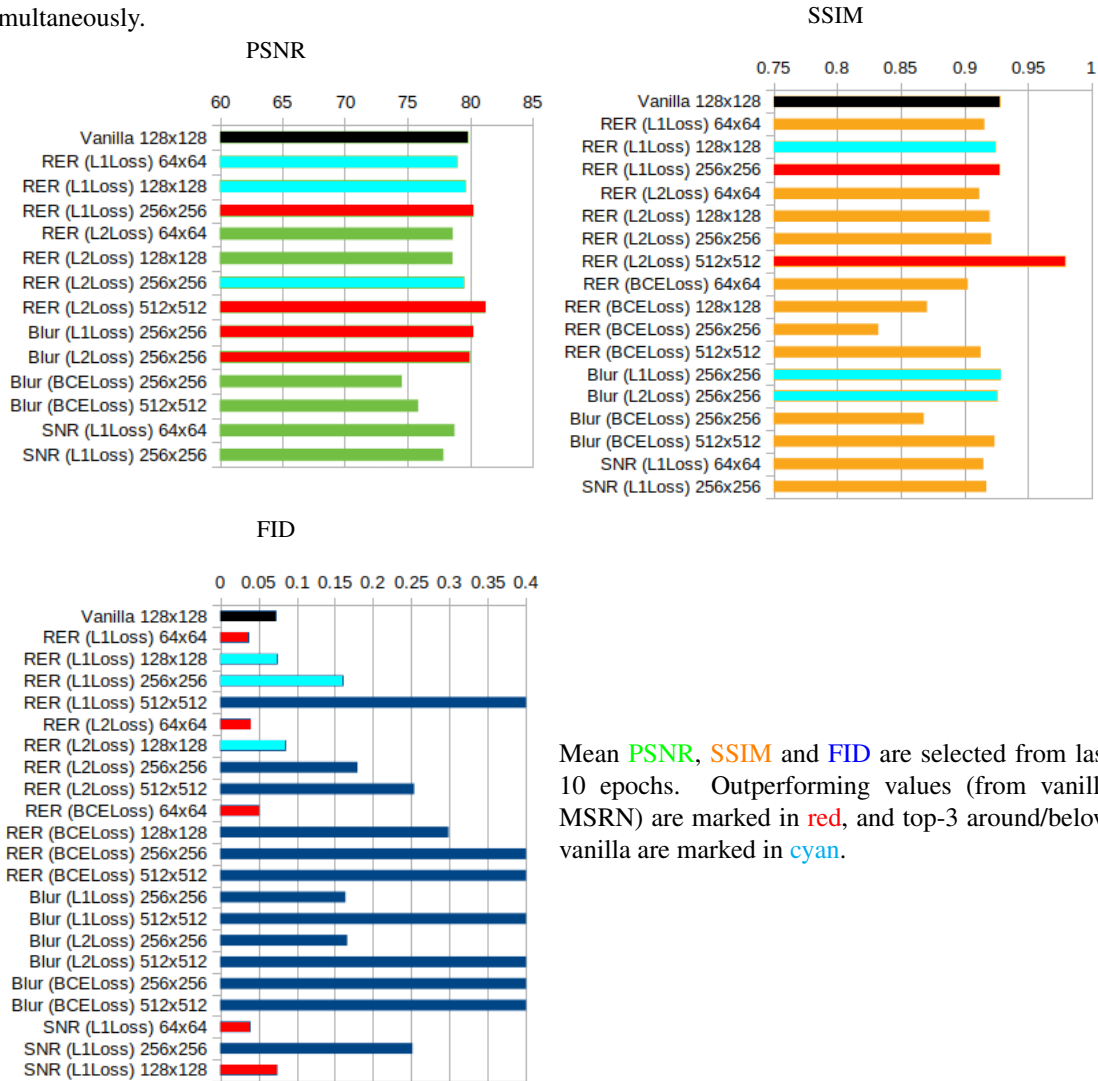 multaneously.
PSNR
60 65 70 75 80 85
Vanilla 128x128
RER (L1Loss) 64x64
RER (L1Loss) 128x128
RER (L1Loss) 256x256
RER (L2Loss) 64x64
RER (L2Loss) 128x128
RER (L2Loss) 256x256
RER (L2Loss) 512x512
Blur (L1Loss) 256x256
Blur (L2Loss) 256x256
Blur (BCELoss) 256x256
Blur (BCELoss) 512x512
SNR (L1Loss) 64x64
SNR (L1Loss) 256x256
SSIM
0.75 0.8 0.85 0.9 0.95 1
Vanilla 128x128
RER (L1Loss) 64x64
RER (L1Loss) 128x128
RER (L1Loss) 256x256
RER (L2Loss) 64x64
RER (L2Loss) 128x128
RER (L2Loss) 256x256
RER (L2Loss) 512x512
RER (BCELoss) 64x64
RER (BCELoss) 128x128
RER (BCELoss) 256x256
RER (BCELoss) 512x512
Blur (L1Loss) 256x256
Blur (L2Loss) 256x256
Blur (BCELoss) 256x256
Blur (BCELoss) 512x512
SNR (L1Loss) 64x64
SNR (L1Loss) 256x256
FID
0 0.05 0.1 0.15 0.2 0.25 0.3 0.35 0.4
Vanilla 128x128
RER (L1Loss) 64x64
RER (L1Loss) 128x128
RER (L1Loss) 256x256
RER (L1Loss) 512x512
RER (L2Loss) 64x64
RER (L2Loss) 128x128
RER (L2Loss) 256x256
RER (L2Loss) 512x512
RER (BCELoss) 64x64
RER (BCELoss) 128x128
RER (BCELoss) 256x256
RER (BCELoss) 512x512
Blur (L1Loss) 256x256
Blur (L1Loss) 512x512
Blur (L2Loss) 256x256
Blur (L2Loss) 512x512
Blur (BCELoss) 256x256
Blur (BCELoss) 512x512
SNR (L1Loss) 64x64
SNR (L1Loss) 256x256
SNR (L1Loss) 128x128
Mean PSNR, SSIM and FID are selected from las
10 epochs. Outperforming values (from vanill
MSRN) are marked in red, and top-3 around/below
vanilla are marked in cyan.